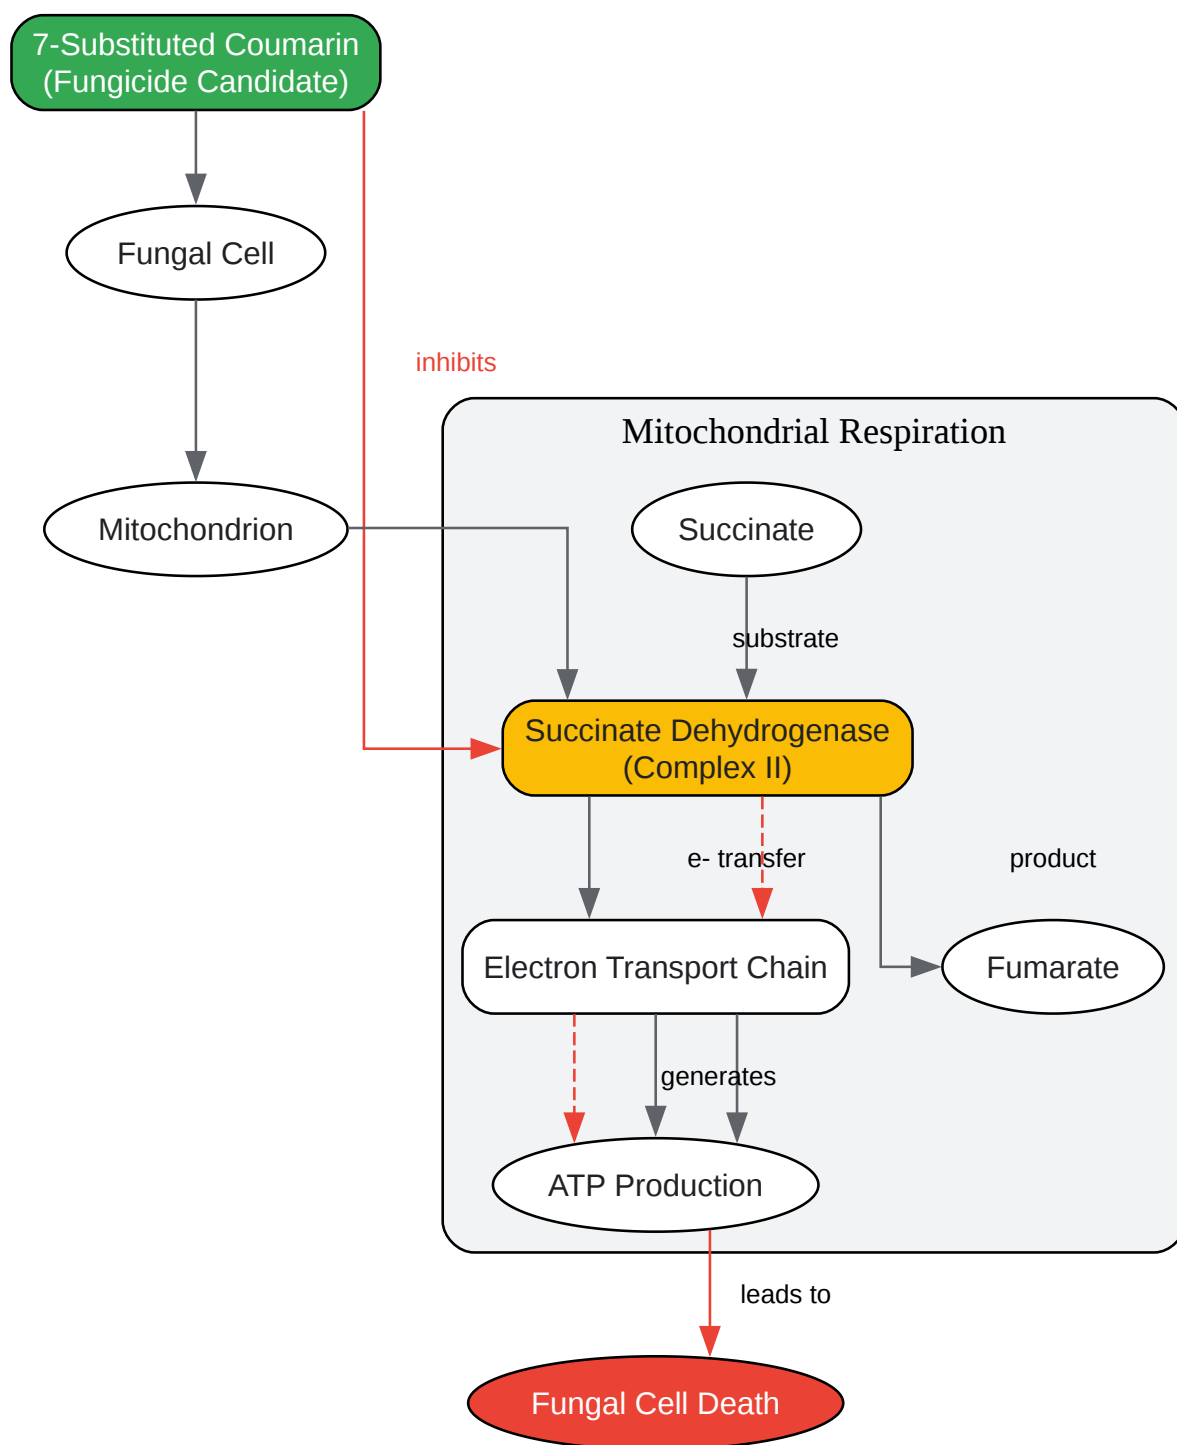 7-Substituted Coumarin
(Fungicide Candidate)
Fungal Cell
inhibits
Mitochondrial Respiration
Mitochondrion
Succinate
substrate
Succinate Dehydrogenase
(Complex II)
e- transfer
product
Electron Transport Chain
Fumarate
generates
ATP Production
leads to
Fungal Cell Death